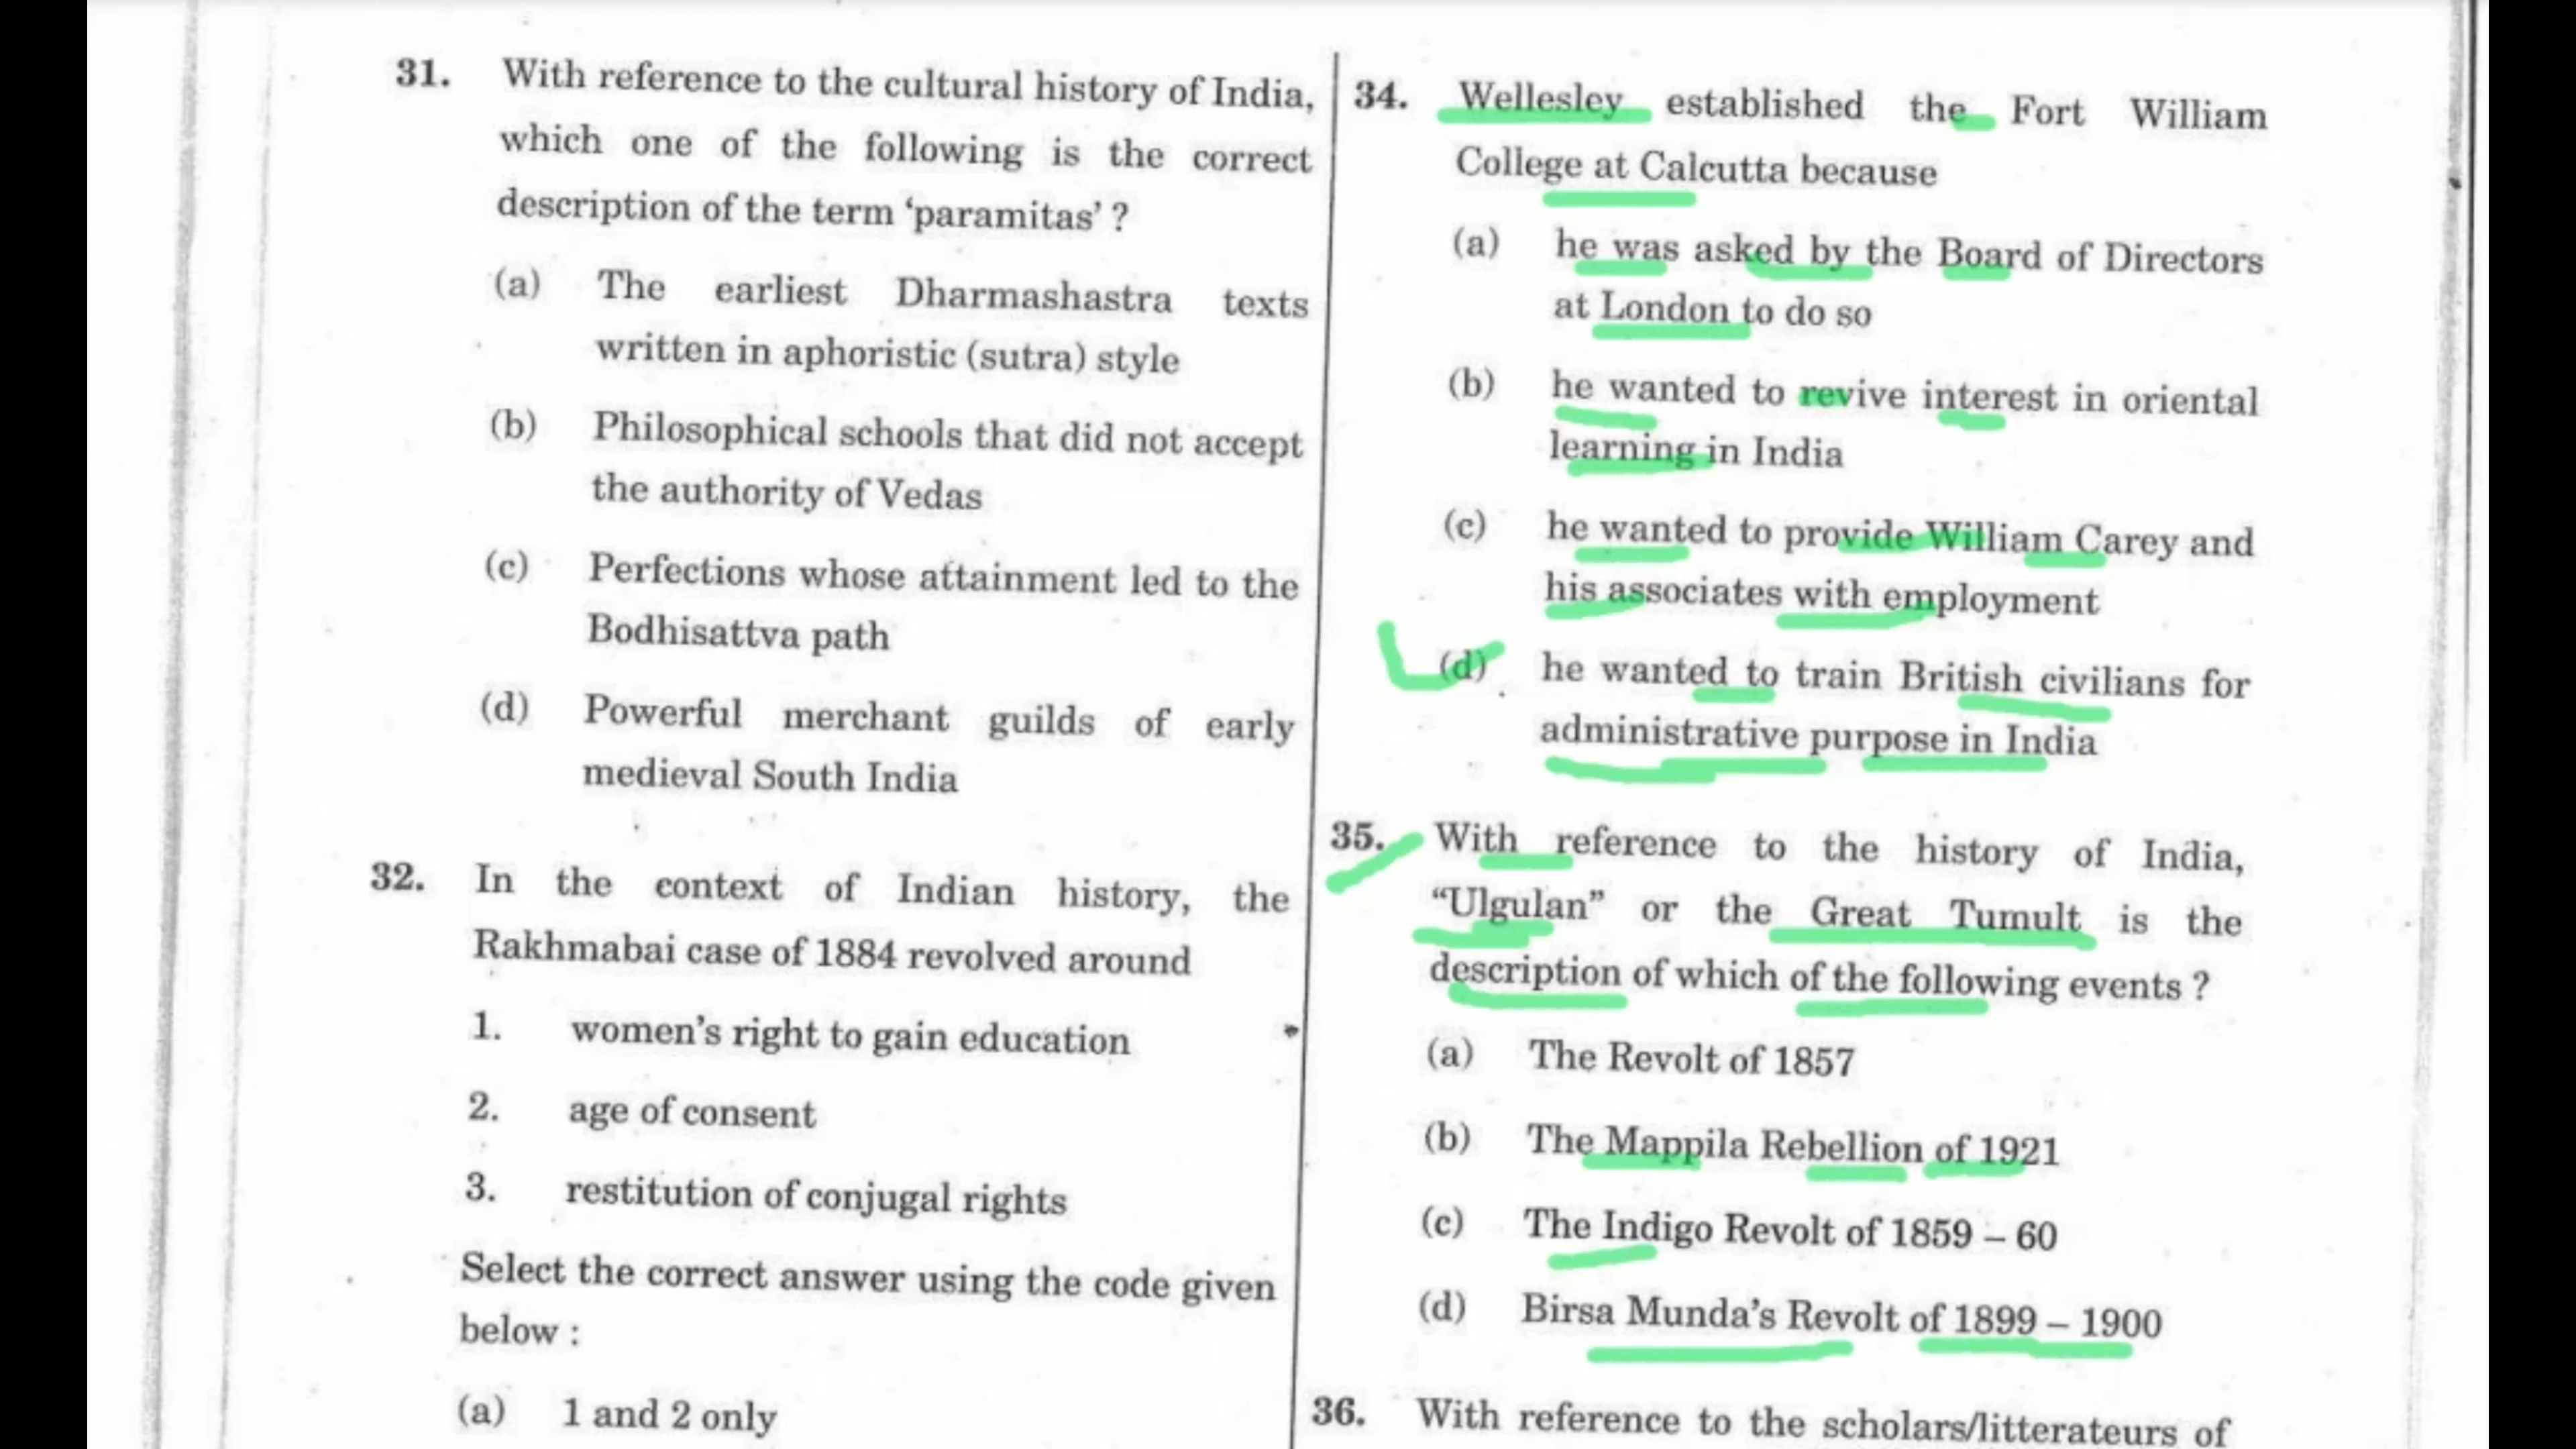 31. With reference to the cultural history of India,
which one of the following is the correct
description of the term ‘paramitas’ ?
(a) The earliest Dharmashastra texts
written in aphoristic (sutra) style
(b) Philosophical schools that did not accept
the authority of Vedas
(c) Perfections whose attainment led to the
Bodhisattva path
(d) Powerful merchant guilds of early
medieval South India
32. In the context of Indian history, the
Rakhmabai case of 1884 revolved around
1. women’s right to gain education
2. age of consent
3. restitution of conjugal rights
Select the correct answer using the code given
below :
(a) 1 and 2 only
34. Wellesley established the Fort William
College at Calcutta because
(a) he was asked by the Board of Directors
at London to do so
(b) he wanted to revive interest in oriental
learning in India
(c) he wanted to provide William Carey and
his associates with employment
(d) he wanted to train British civilians for
administrative purpose in India
35. With reference to the history of India,
“Ulgulan” or the Great Tumult is the
description of which of the following events ?
(a) The Revolt of 1857
(b) The Mappila Rebellion of 1921
(c) The Indigo Revolt of 1859 – 60
(d) Birsa Munda’s Revolt of 1899 – 1900
36. With reference to the scholars/litterateurs of